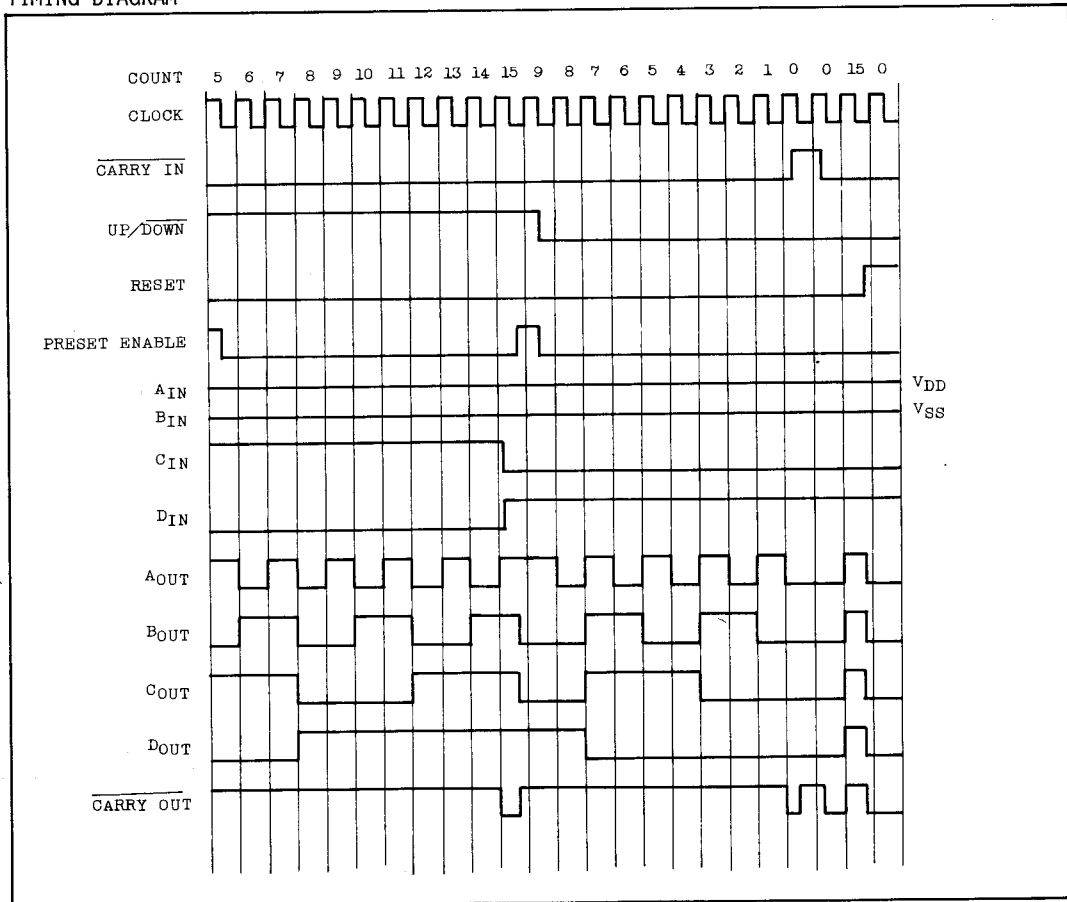 TIMING DIAGRAM
COUNT 5 6 7 8 9 10 11 12 13 14 15 9 8 7 6 5 4 3 2 1 0 0 15 0
CLOCK
CARRY IN
UP/DOWN
RESET
PRESET ENABLE
AIN VDD
BIN VSS
CIN
DIN
AOUT
BOUT
COUT
DOUT
CARRY OUT